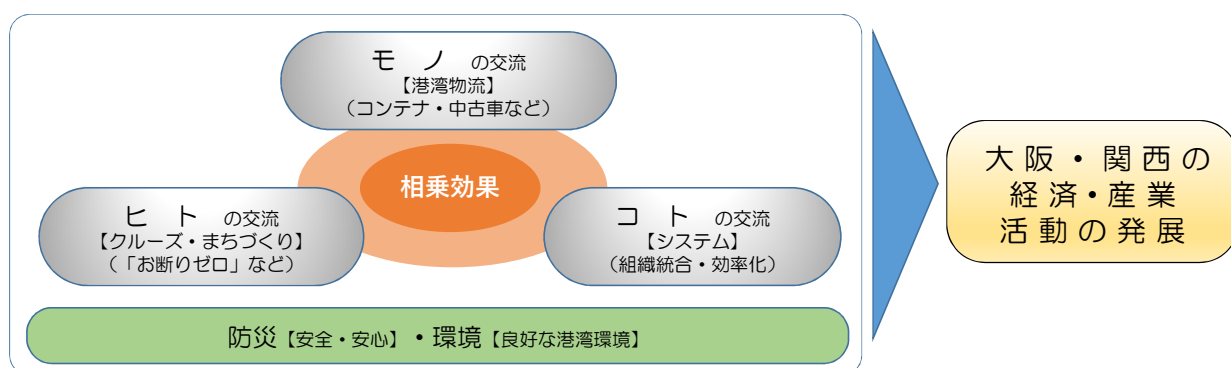 モノ の交流
【港湾物流】
（コンテナ・中古車など）
相乗効果
ヒト の交流
【クルーズ・まちづくり】
（「お断りゼロ」など）
コト の交流
【システム】
（組織統合・効率化）
防災【安全・安心】・環境【良好な港湾環境】
大阪・関西の
経済・産業
活動の発展